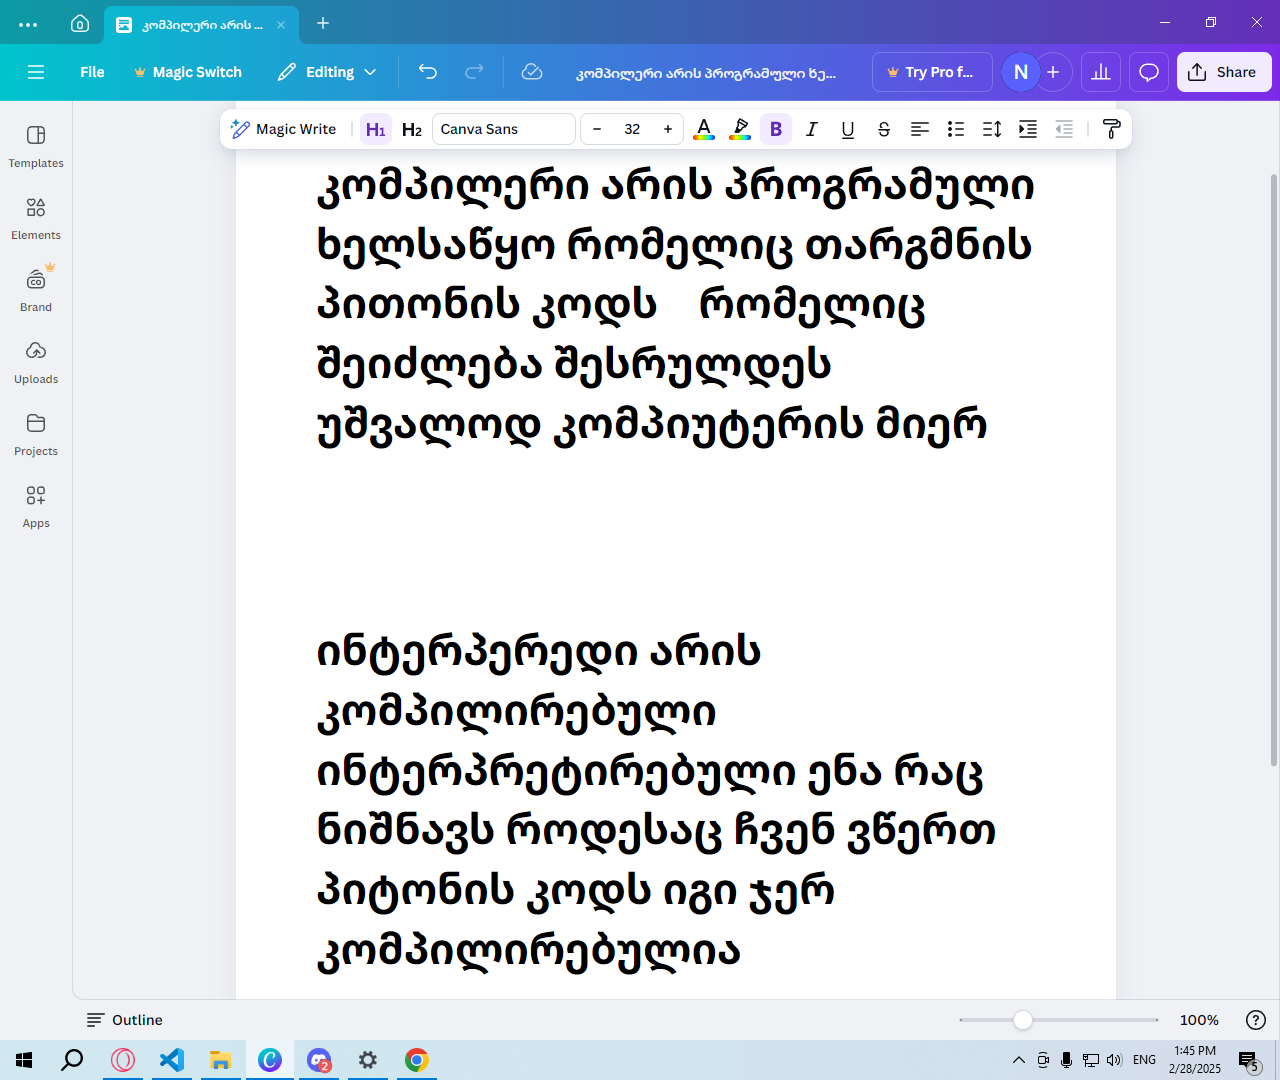 კომპილერი არის ...
File
Magic Switch
Editing
კომპილერი არის პროგრამული ხე...
Try Pro f...
N
Share
Magic Write
H1
H2
Canva Sans
– 32 +
A
B
I
U
S
Templates
Elements
Brand
Uploads
Projects
Apps
კომპილერი არის პროგრამული
ხელსაწყო რომელიც თარგმნის
პითონის კოდს რომელიც
შეიძლება შესრულდეს
უშვალოდ კომპიუტერის მიერ
ინტერპერედი არის
კომპილირებული
ინტერპრეტირებული ენა რაც
ნიშნავს როდესაც ჩვენ ვწერთ
პიტონის კოდს იგი ჯერ
კომპილირებულია
Outline
100%
2
ENG
1:45 PM
2/28/2025
5